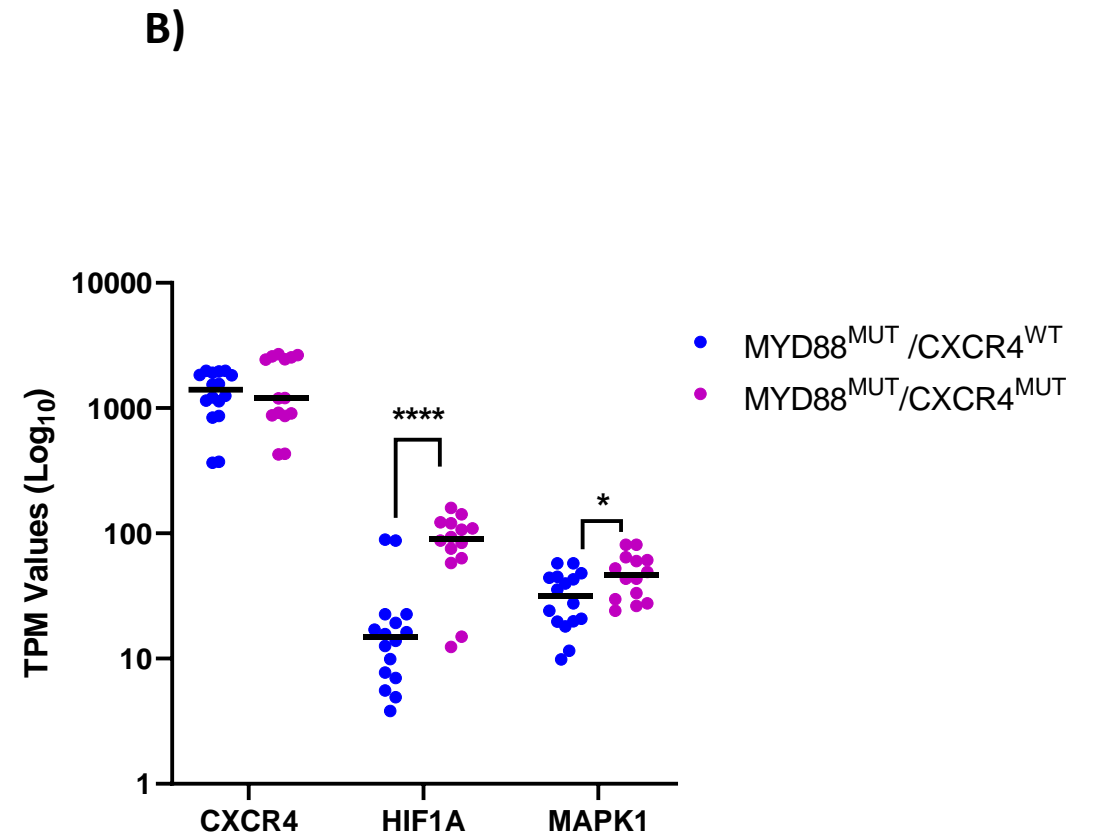 B)
10000
1000
100
10
1
TPM Values (Log10)
****
*
CXCR4
HIF1A
MAPK1
MYD88MUT /CXCR4WT
MYD88MUT/CXCR4MUT